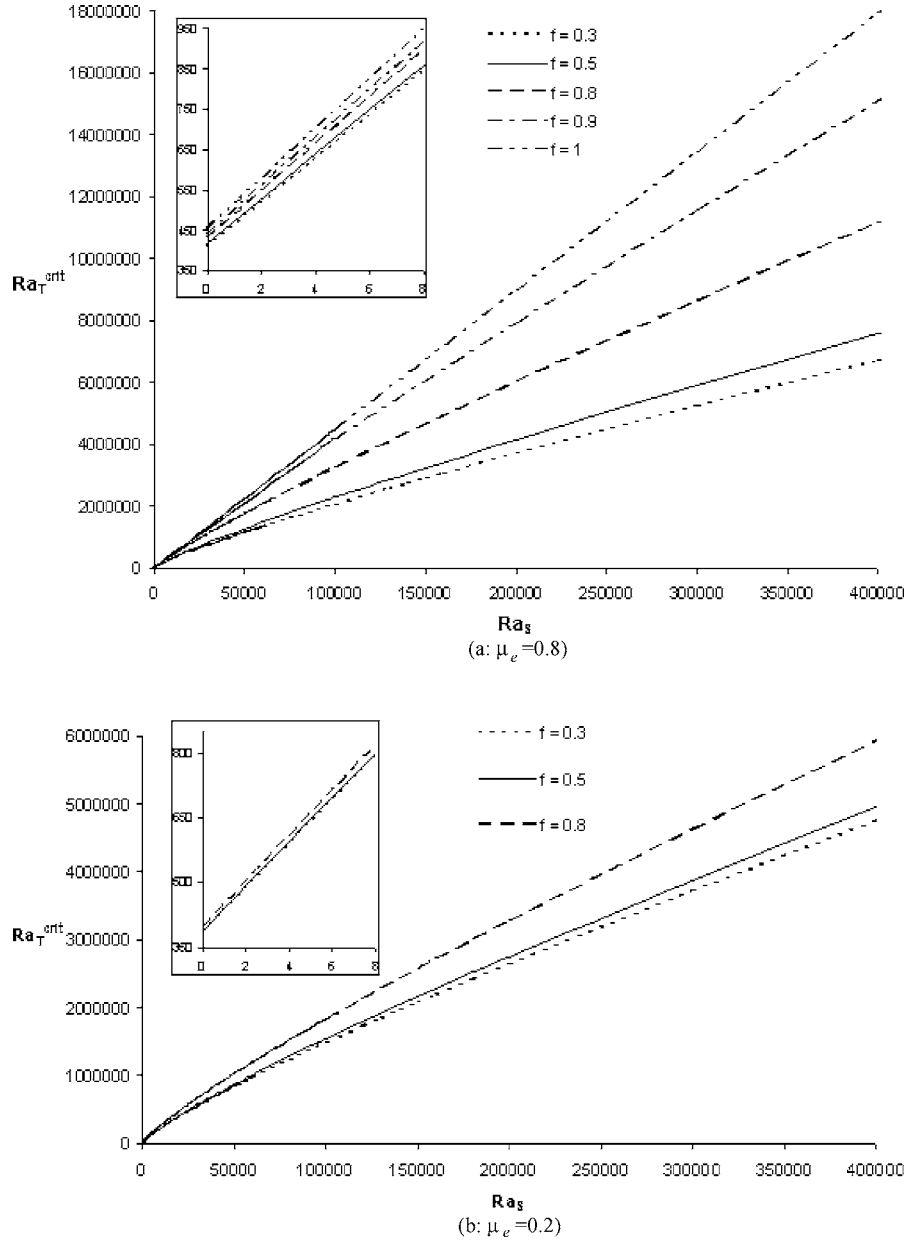 18000000
16000000
14000000
12000000
10000000
8000000
6000000
4000000
2000000
0
Ra_T^crit
950
850
750
650
550
450
350
0 2 4 6 8
f = 0.3
f = 0.5
f = 0.8
f = 0.9
f = 1
0 50000 100000 150000 200000 250000 300000 350000 400000
Ra_S
(a: μ_e =0.8)
6000000
5000000
4000000
3000000
2000000
1000000
0
Ra_T^crit
800
650
500
350
0 2 4 6 8
f = 0.3
f = 0.5
f = 0.8
0 50000 100000 150000 200000 250000 300000 350000 400000
Ra_S
(b: μ_e =0.2)